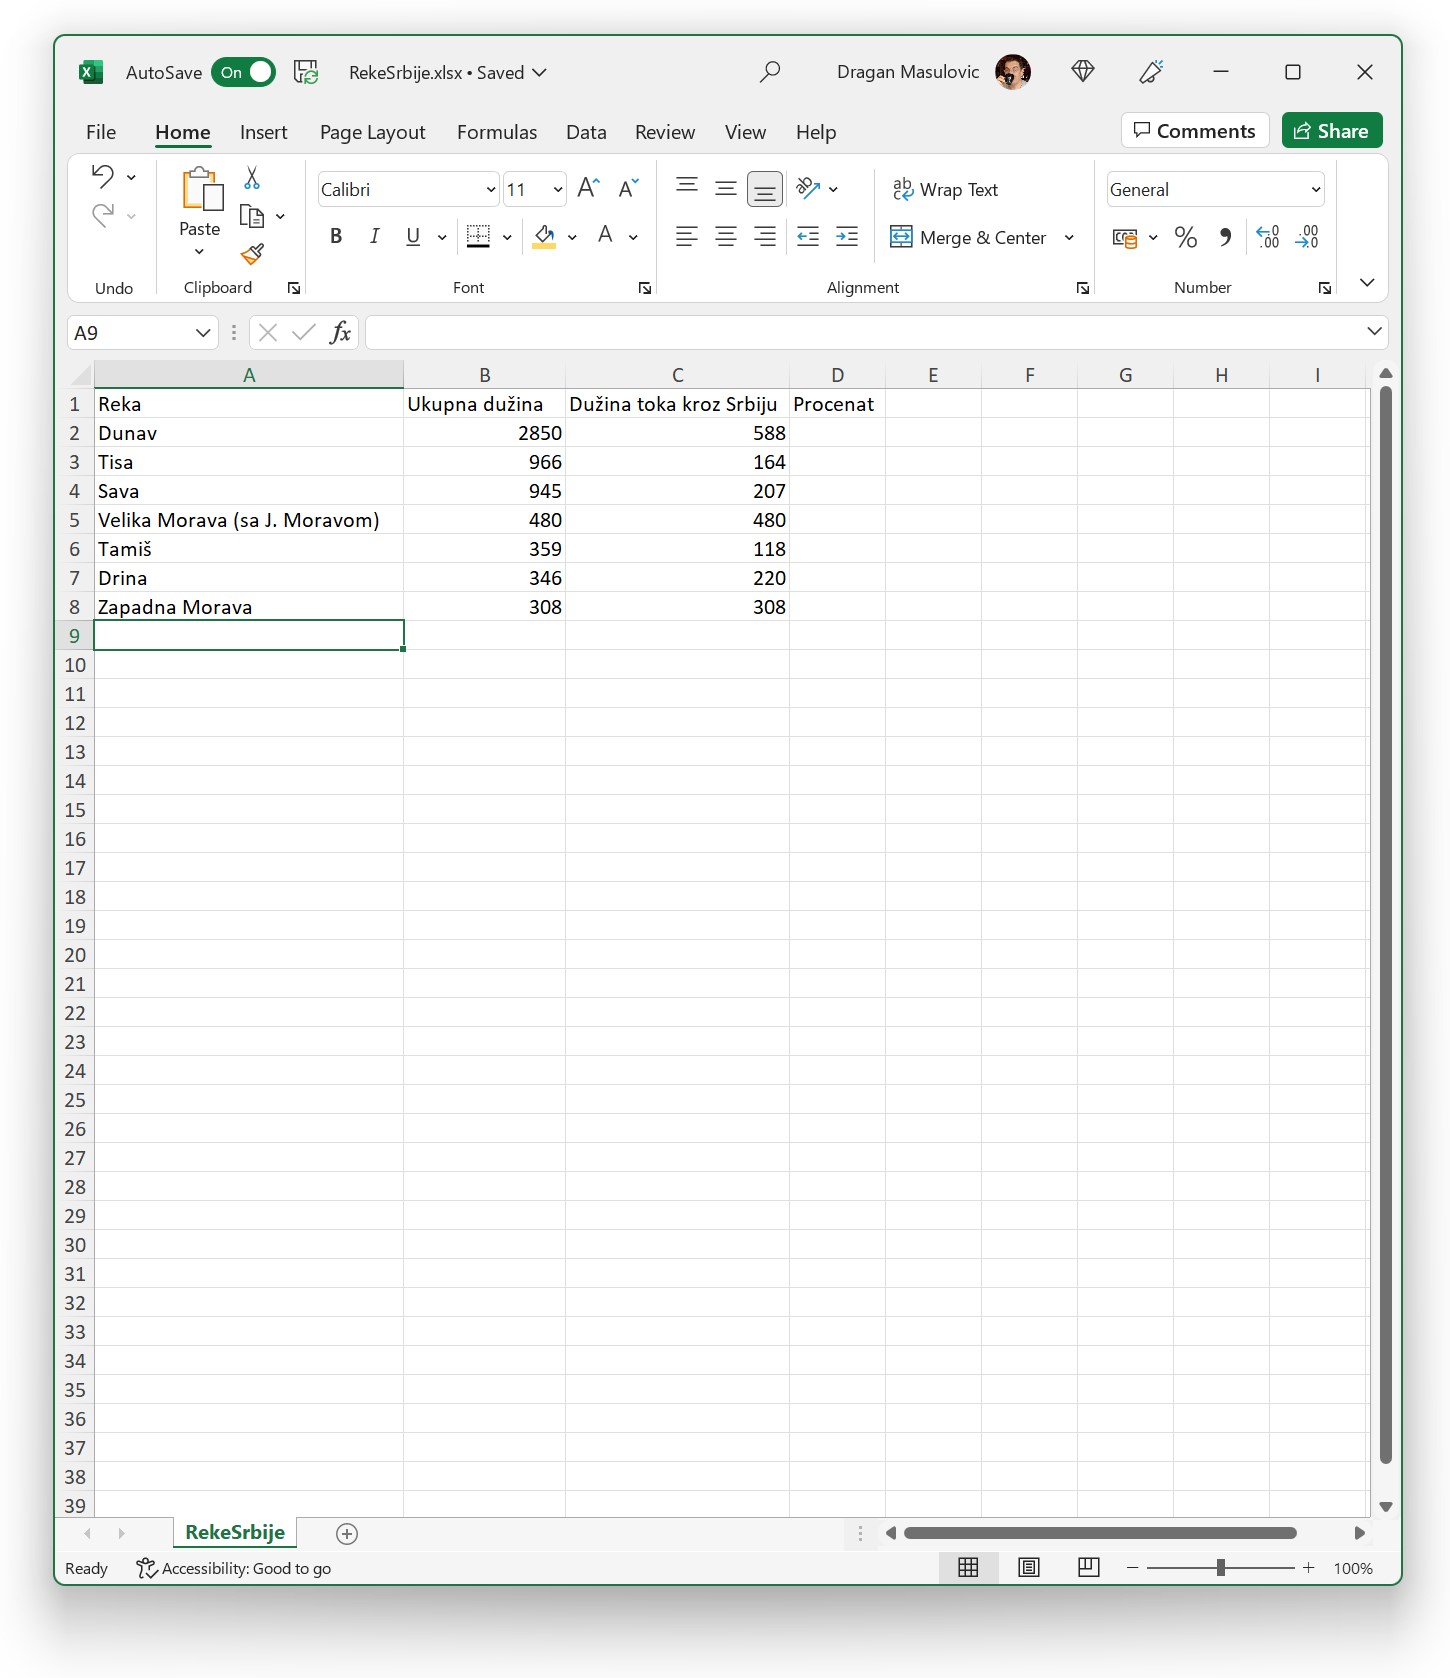 AutoSave On RekeSrbije.xlsx • Saved Dragan Masulovic
File Home Insert Page Layout Formulas Data Review View Help Comments Share
Paste Calibri 11 Wrap Text General
B I U A Merge & Center % .00 .00
Undo Clipboard Font Alignment Number
A9 fx
A B C D E F G H I
1 Reka Ukupna dužina Dužina toka kroz Srbiju Procenat
2 Dunav 2850 588
3 Tisa 966 164
4 Sava 945 207
5 Velika Morava (sa J. Moravom) 480 480
6 Tamiš 359 118
7 Drina 346 220
8 Zapadna Morava 308 308
9
10
11
12
13
14
15
16
17
18
19
20
21
22
23
24
25
26
27
28
29
30
31
32
33
34
35
36
37
38
39
RekeSrbije
Ready Accessibility: Good to go 100%